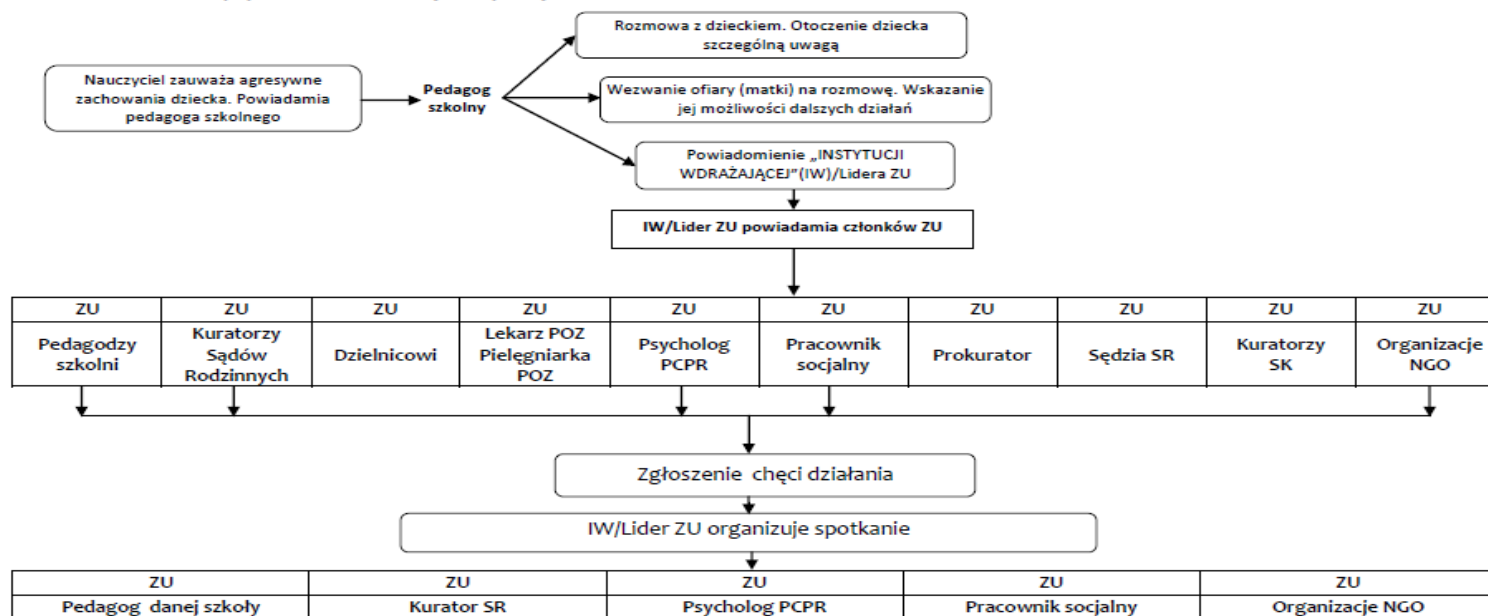 Rozmowa z dzieckiem. Otoczenie dziecka
szczególną uwagą
Nauczyciel zauważa agresywne
zachowania dziecka. Powiadamia
pedagoga szkolnego
Pedagog
szkolny
Wezwanie ofiary (matki) na rozmowę. Wskazanie
jej możliwości dalszych działań
Powiadomienie „INSTYTUCJI
WDRAŻAJĄCEJ”(IW)/Lidera ZU
IW/Lider ZU powiadamia członków ZU
ZU ZU ZU ZU ZU ZU ZU ZU ZU ZU
Pedagodzy
szkolni
Kuratorzy
Sądów
Rodzinnych
Dzielnicowi
Lekarz POZ
Pielęgniarka
POZ
Psycholog
PCPR
Pracownik
socjalny
Prokurator
Sędzia SR
Kuratorzy
SK
Organizacje
NGO
Zgłoszenie chęci działania
IW/Lider ZU organizuje spotkanie
ZU ZU ZU ZU ZU
Pedagog danej szkoły Kurator SR Psycholog PCPR Pracownik socjalny Organizacje NGO